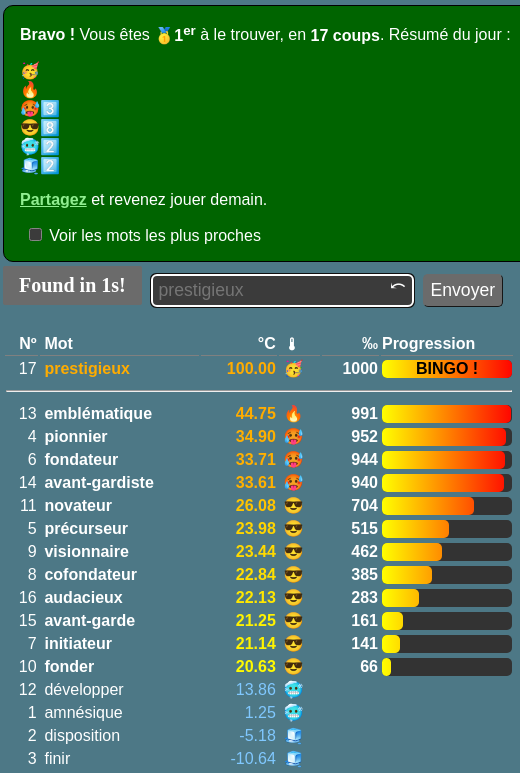 Bravo ! Vous êtes 🥇1er à le trouver, en 17 coups. Résumé du jour :
🥳
🔥
🥵3️⃣
😎8️⃣
🥶2️⃣
🧊2️⃣
Partagez et revenez jouer demain.
Voir les mots les plus proches
Found in 1s! prestigieux Envoyer
Nº Mot °C 🌡 ‰ Progression
17 prestigieux 100.00 🥳 1000 BINGO !
13 emblématique 44.75 🔥 991
4 pionnier 34.90 🥵 952
6 fondateur 33.71 🥵 944
14 avant-gardiste 33.61 🥵 940
11 novateur 26.08 😎 704
5 précurseur 23.98 😎 515
9 visionnaire 23.44 😎 462
8 cofondateur 22.84 😎 385
16 audacieux 22.13 😎 283
15 avant-garde 21.25 😎 161
7 initiateur 21.14 😎 141
10 fonder 20.63 😎 66
12 développer 13.86 🥶
1 amnésique 1.25 🥶
2 disposition -5.18 🧊
3 finir -10.64 🧊